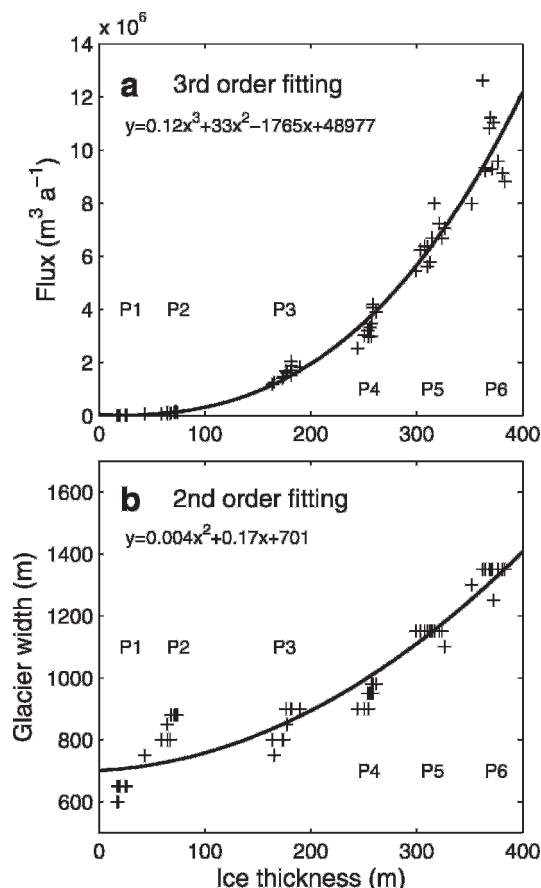 x 10⁶
14
12
10
8
6
4
2
0
Flux (m³ a⁻¹)
a 3rd order fitting
y=0.12x³+33x²−1765x+48977
P1 P2 P3
P4 P5 P6
0 100 200 300 400
1600
1400
1200
1000
800
600
Glacier width (m)
b 2nd order fitting
y=0.004x²+0.17x+701
P1 P2 P3
P4 P5 P6
0 100 200 300 400
Ice thickness (m)